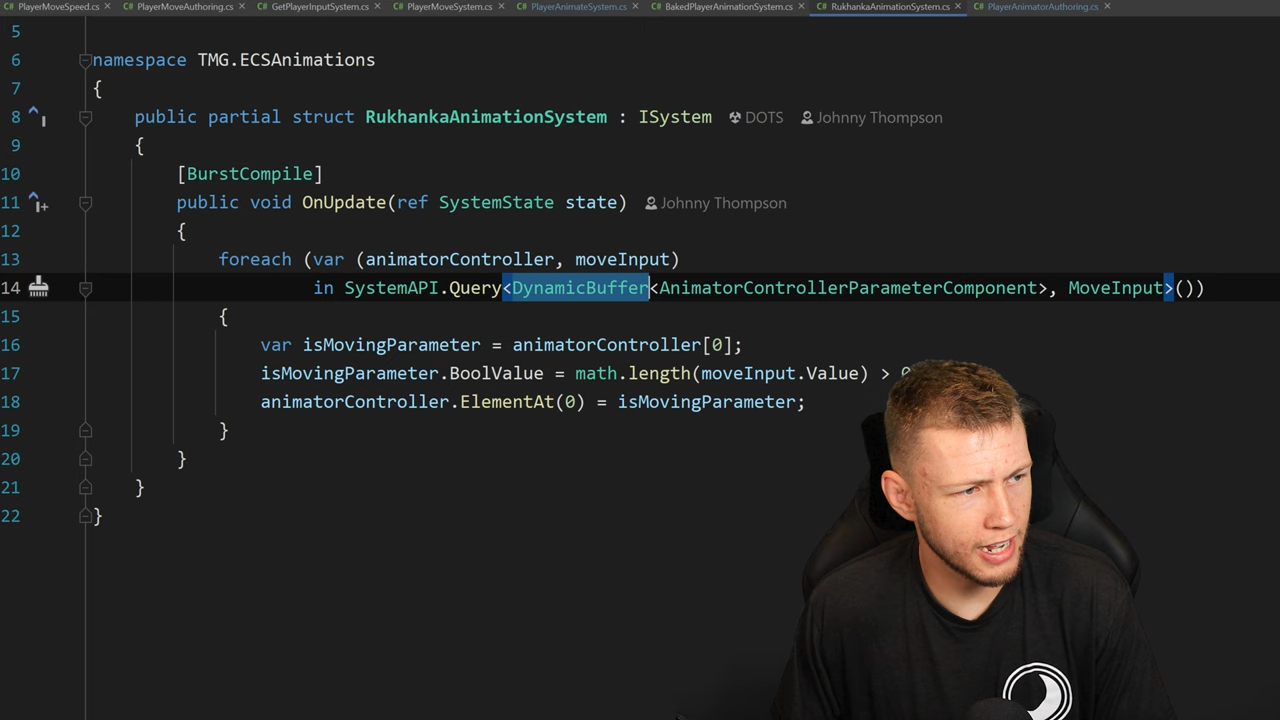 PlayerMoveSpeed.cs PlayerMoveAuthoring.cs GetPlayerInputSystem.cs PlayerMoveSystem.cs PlayerAnimateSystem.cs BakedPlayerAnimationSystem.cs RukhankaAnimationSystem.cs PlayerAnimatorAuthoring.cs
5
6 namespace TMG.ECSAnimations
7 {
8 public partial struct RukhankaAnimationSystem : ISystem DOTS Johnny Thompson
9 {
10 [BurstCompile]
11 public void OnUpdate(ref SystemState state) Johnny Thompson
12 {
13 foreach (var (animatorController, moveInput)
14 in SystemAPI.Query<DynamicBuffer<AnimatorControllerParameterComponent>, MoveInput>())
15 {
16 var isMovingParameter = animatorController[0];
17 isMovingParameter.BoolValue = math.length(moveInput.Value) >
18 animatorController.ElementAt(0) = isMovingParameter;
19 }
20 }
21 }
22 }